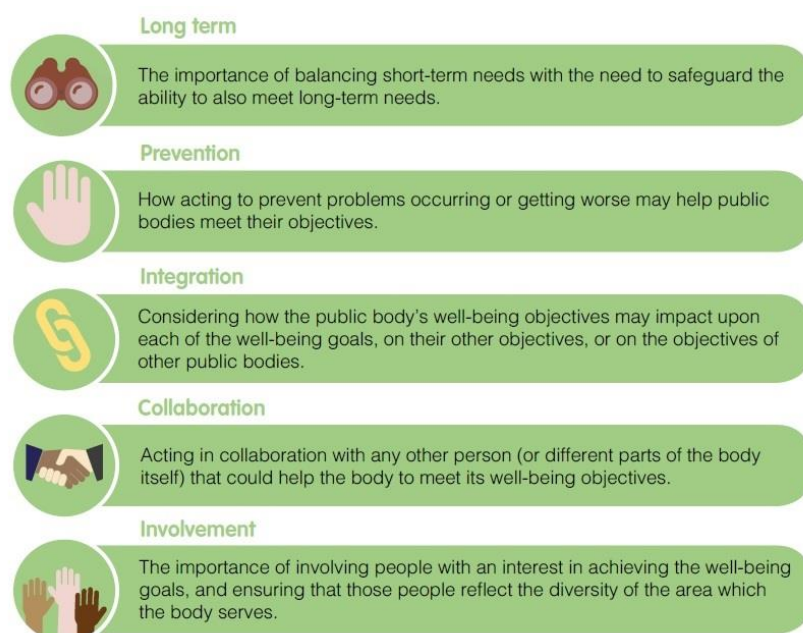 Long term
The importance of balancing short-term needs with the need to safeguard the
ability to also meet long-term needs.
Prevention
How acting to prevent problems occurring or getting worse may help public
bodies meet their objectives.
Integration
Considering how the public body's well-being objectives may impact upon
each of the well-being goals, on their other objectives, or on the objectives of
other public bodies.
Collaboration
Acting in collaboration with any other person (or different parts of the body
itself) that could help the body to meet its well-being objectives.
Involvement
The importance of involving people with an interest in achieving the well-being
goals, and ensuring that those people reflect the diversity of the area which
the body serves.